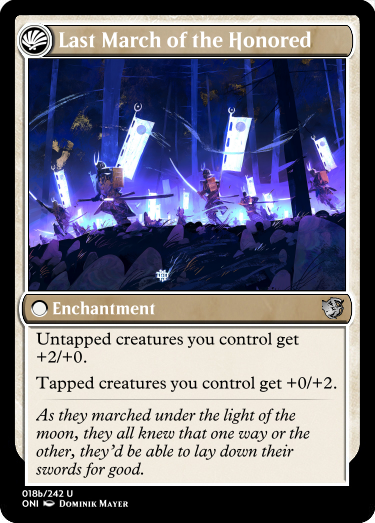 Last March of the Honored
Enchantment
Untapped creatures you control get
+2/+0.
Tapped creatures you control get +0/+2.
As they marched under the light of the
moon, they all knew that one way or the
other, they’d be able to lay down their
swords for good.
018b/242 U
ONI DOMINIK MAYER